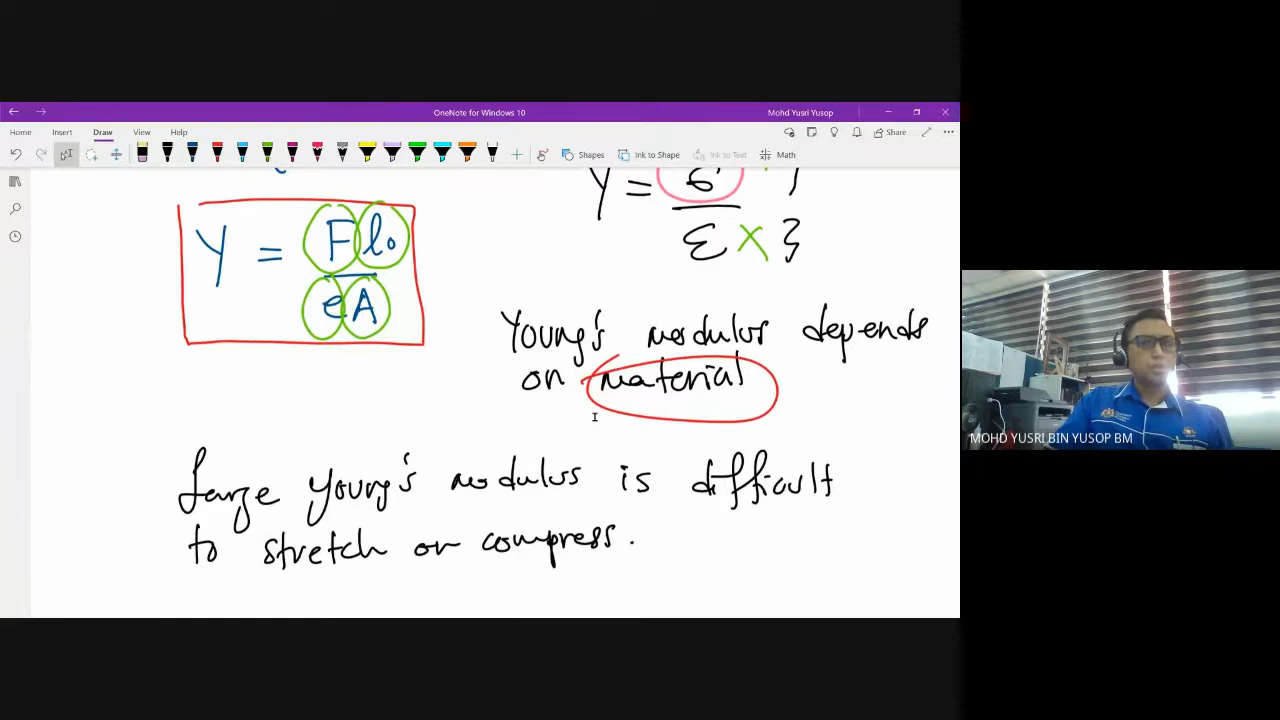 OneNote for Windows 10
Mohd Yusri Yusop
Home Insert Draw View Help
Shapes Ink to Shape Ink to Text Math Share
Y = F l₀
e A
Y = σ
ε X }
Young's modulus depends
on material
Large Young's modulus is difficult
to stretch or compress.
MOHD YUSRI BIN YUSOP BM